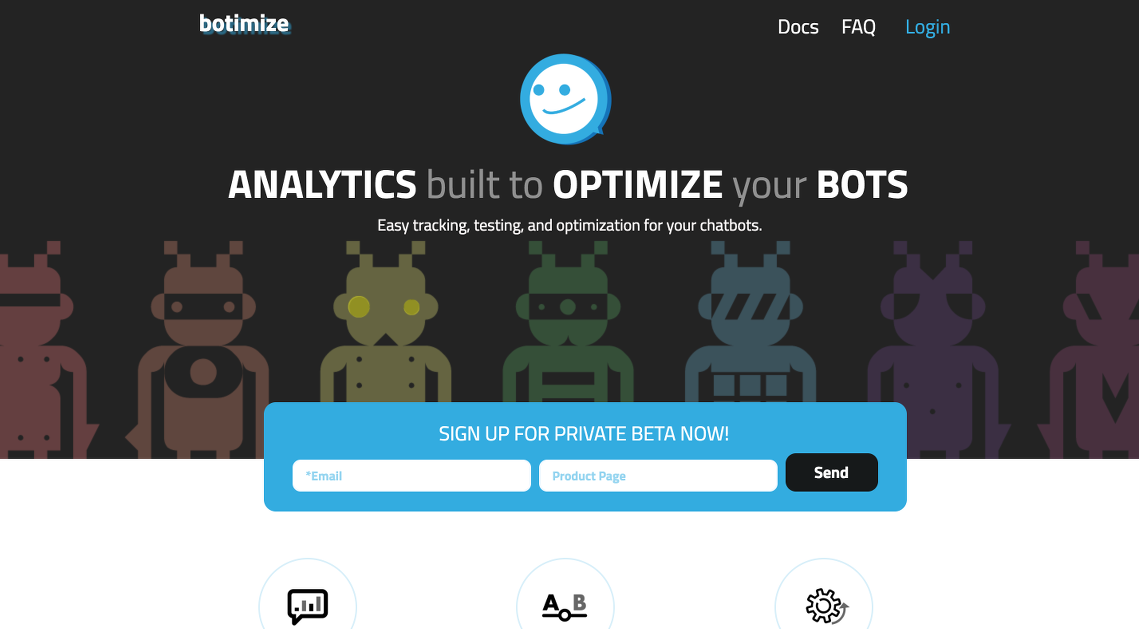 botimize
Docs FAQ Login
ANALYTICS built to OPTIMIZE your BOTS
Easy tracking, testing, and optimization for your chatbots.
SIGN UP FOR PRIVATE BETA NOW!
*Email Product Page Send
A B